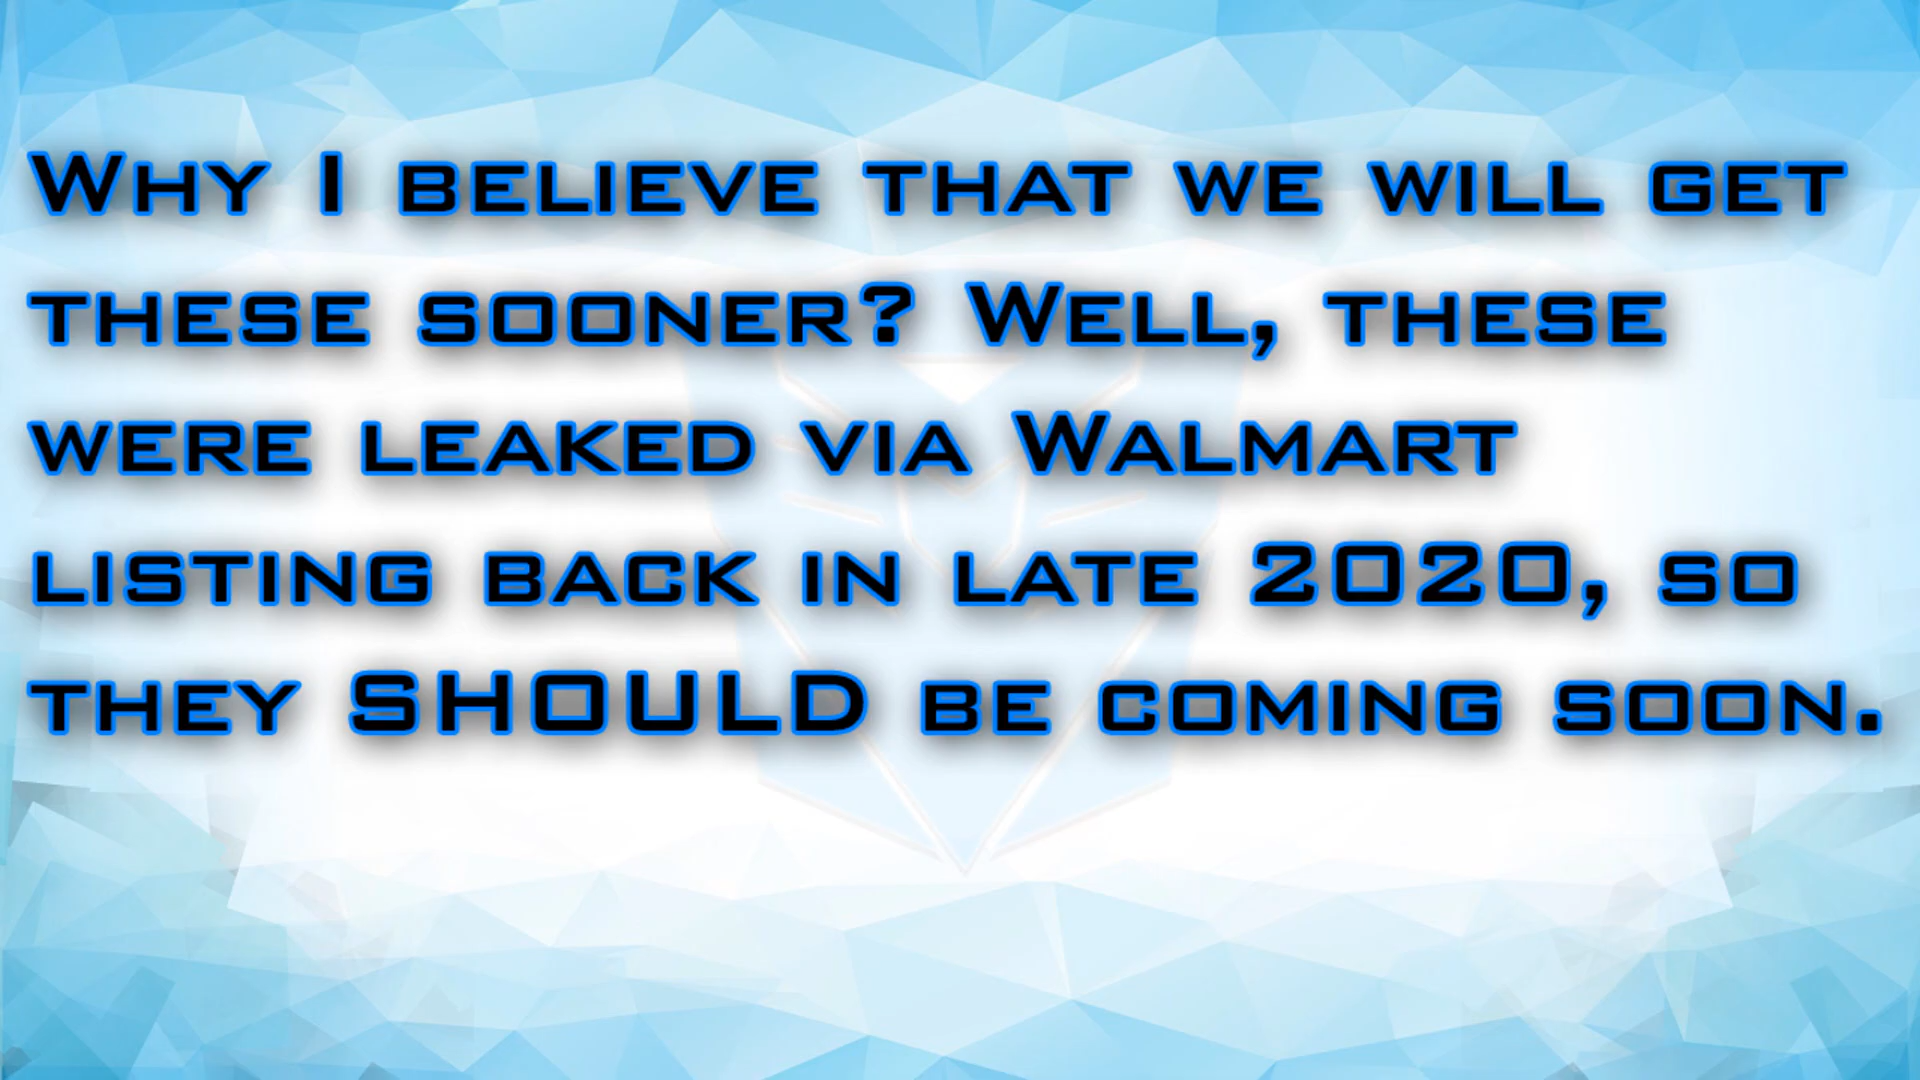 Why I believe that we will get
these sooner? Well, these
were leaked via Walmart
listing back in late 2020, so
they SHOULD be coming soon.